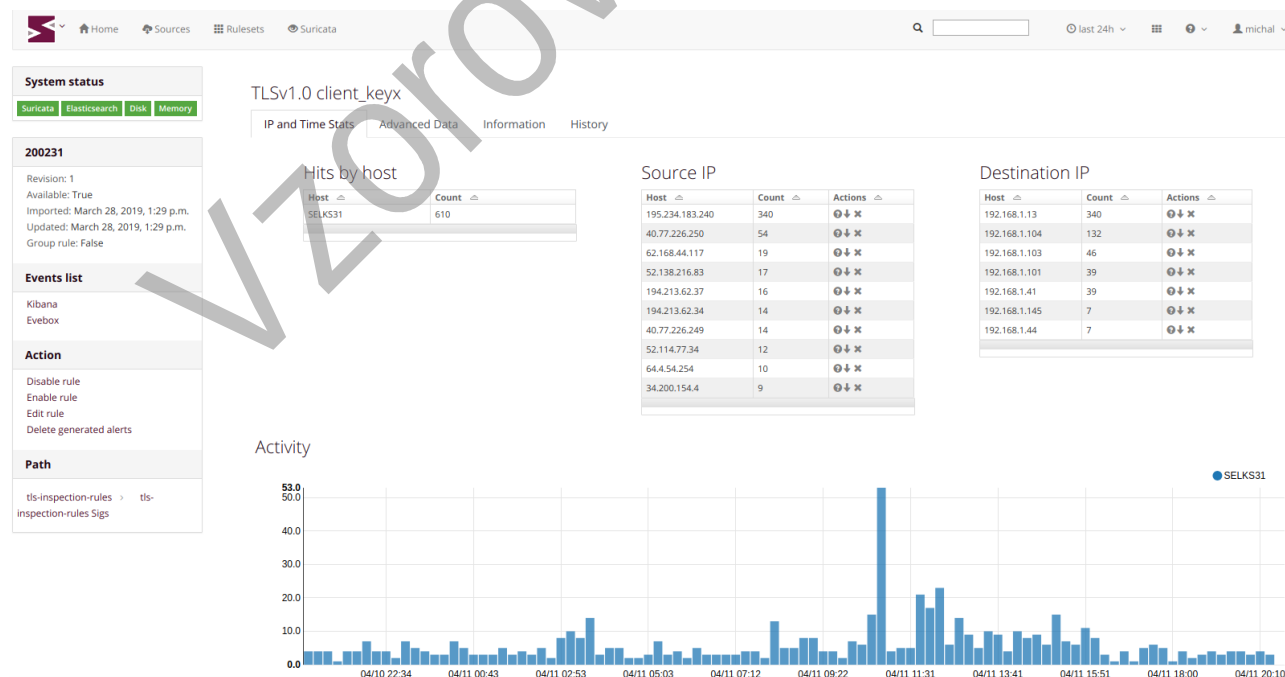 Home Sources Rulesets Suricata last 24h michal
System status
Suricata Elasticsearch Disk Memory
200231
Revision: 1
Available: True
Imported: March 28, 2019, 1:29 p.m.
Updated: March 28, 2019, 1:29 p.m.
Group rule: False
Events list
Kibana
Evebox
Action
Disable rule
Enable rule
Edit rule
Delete generated alerts
Path
tls-inspection-rules > tls-
inspection-rules Sigs
TLSv1.0 client_keyx
IP and Time Stats Advanced Data Information History
Hits by host
Host Count
SELKS31 610
Source IP
Host Count Actions
195.234.183.240 340
40.77.226.250 54
62.168.44.117 19
52.138.216.83 17
194.213.62.37 16
194.213.62.34 14
40.77.226.249 14
52.114.77.34 12
64.4.54.254 10
34.200.154.4 9
Destination IP
Host Count Actions
192.168.1.13 340
192.168.1.104 132
192.168.1.103 46
192.168.1.101 39
192.168.1.41 39
192.168.1.145 7
192.168.1.44 7
Activity
SELKS31
53.0
50.0
40.0
30.0
20.0
10.0
0.0
04/10 22:34 04/11 00:43 04/11 02:53 04/11 05:03 04/11 07:12 04/11 09:22 04/11 11:31 04/11 13:41 04/11 15:51 04/11 18:00 04/11 20:10